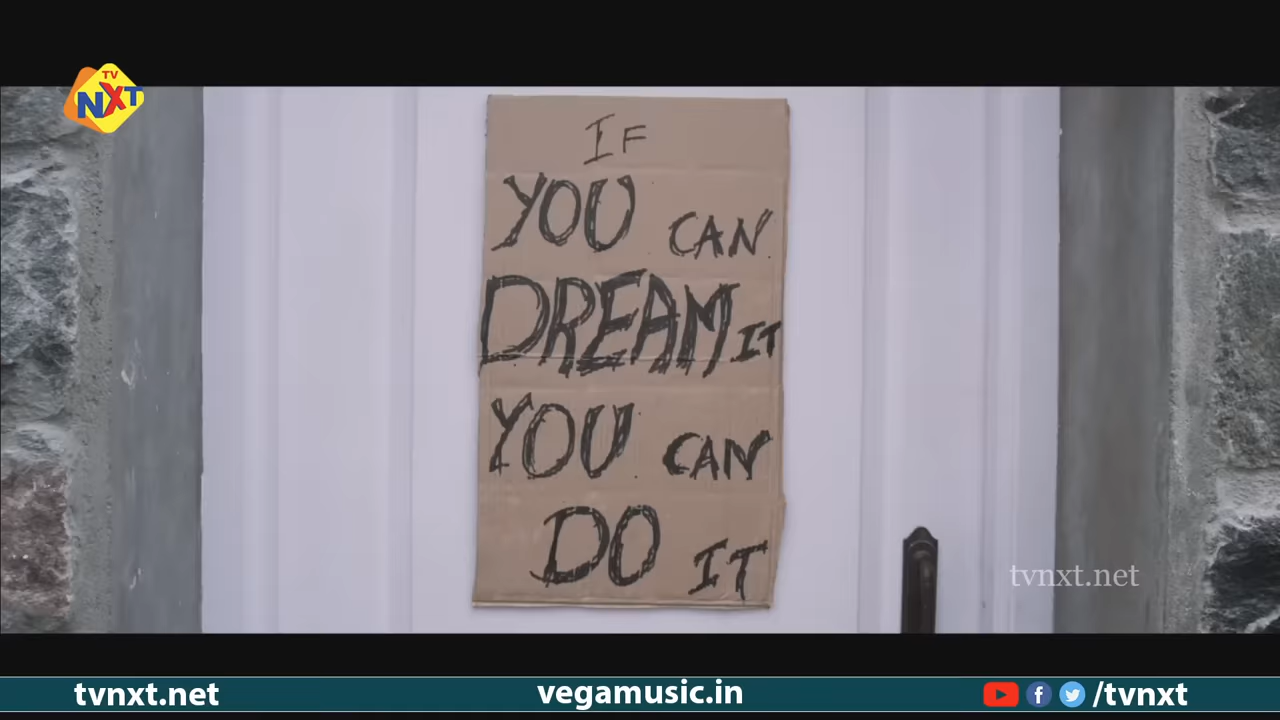 TV
NXT
IF
YOU CAN
DREAM IT
YOU CAN
DO IT
tvnxt.net
tvnxt.net
vegamusic.in
/tvnxt